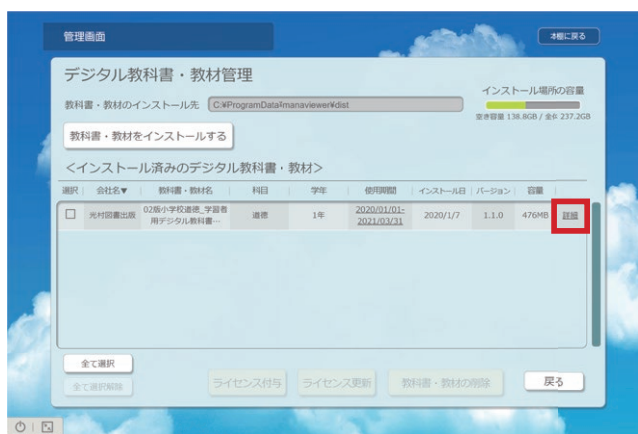 管理画面
本棚に戻る
デジタル教科書・教材管理
インストール場所の容量
教科書・教材のインストール先 C:¥ProgramData¥manaviewer¥dist
空き容量 138.8GB / 全体 237.2GB
教科書・教材をインストールする
<インストール済みのデジタル教科書・教材>
選択 会社名▼ 教科書・教材名 科目 学年 使用期間 インストール日 バージョン 容量
光村図書出版 02版小学校道徳_学習者用デジタル教科書… 道徳 1年 2020/01/01-2021/03/31 2020/1/7 1.1.0 476MB 詳細
全て選択
全て選択解除
ライセンス付与 ライセンス更新 教科書・教材の削除 戻る